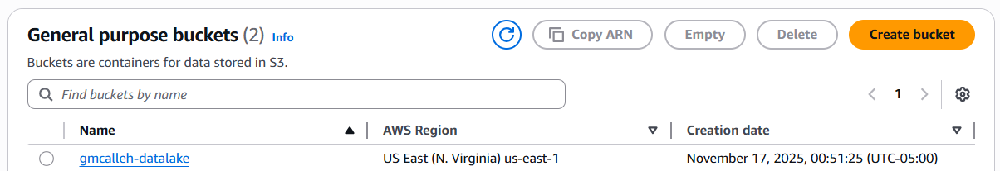 General purpose buckets (2) Info
Copy ARN Empty Delete Create bucket
Buckets are containers for data stored in S3.
Find buckets by name
1
Name AWS Region Creation date
gmcalleh-datalake US East (N. Virginia) us-east-1 November 17, 2025, 00:51:25 (UTC-05:00)